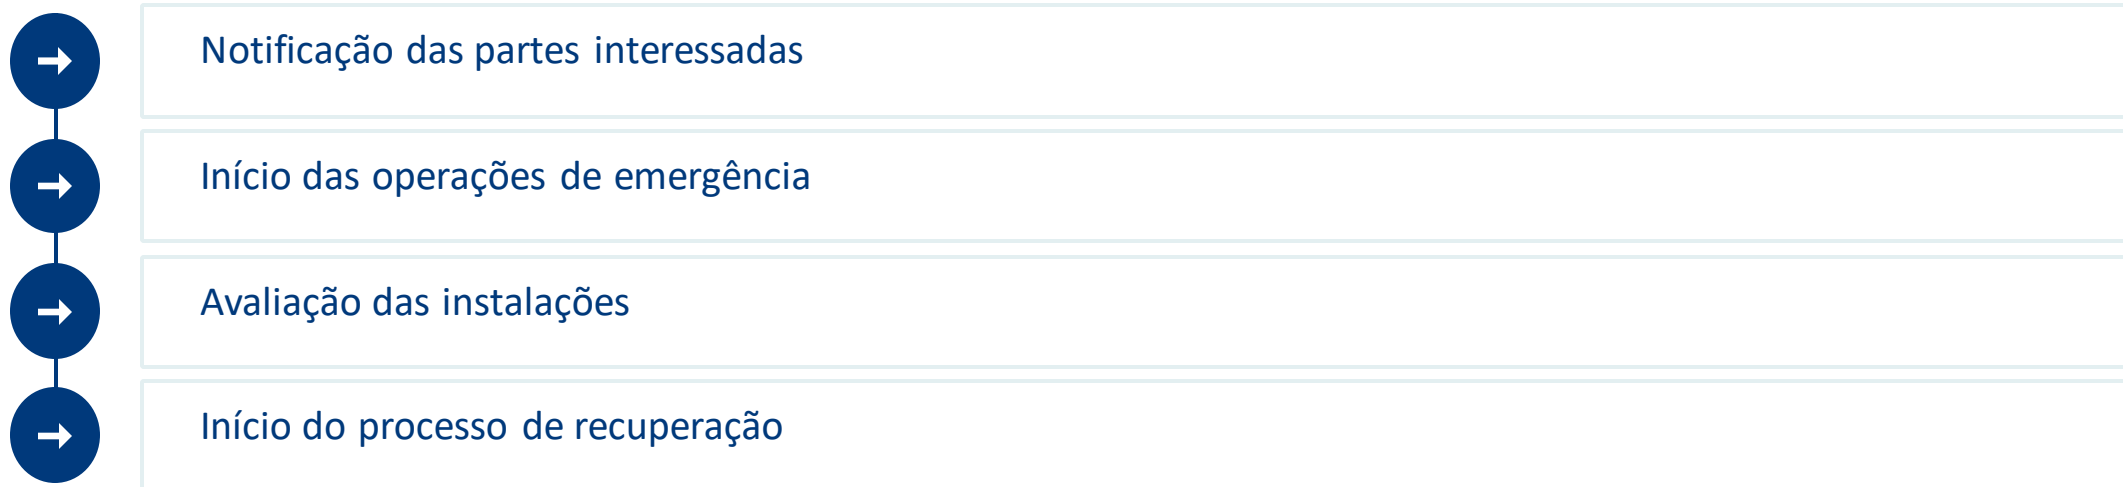 Notificação das partes interessadas
Início das operações de emergência
Avaliação das instalações
Início do processo de recuperação